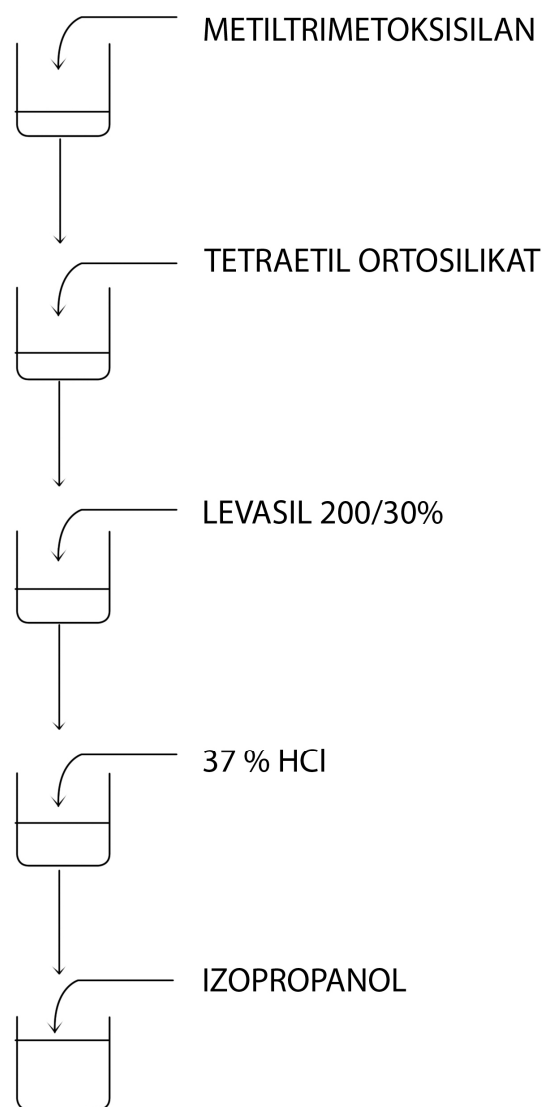 METILTRIMETOKSISILAN
TETRAETIL ORTOSILIKAT
LEVASIL 200/30%
37 % HCl
IZOPROPANOL